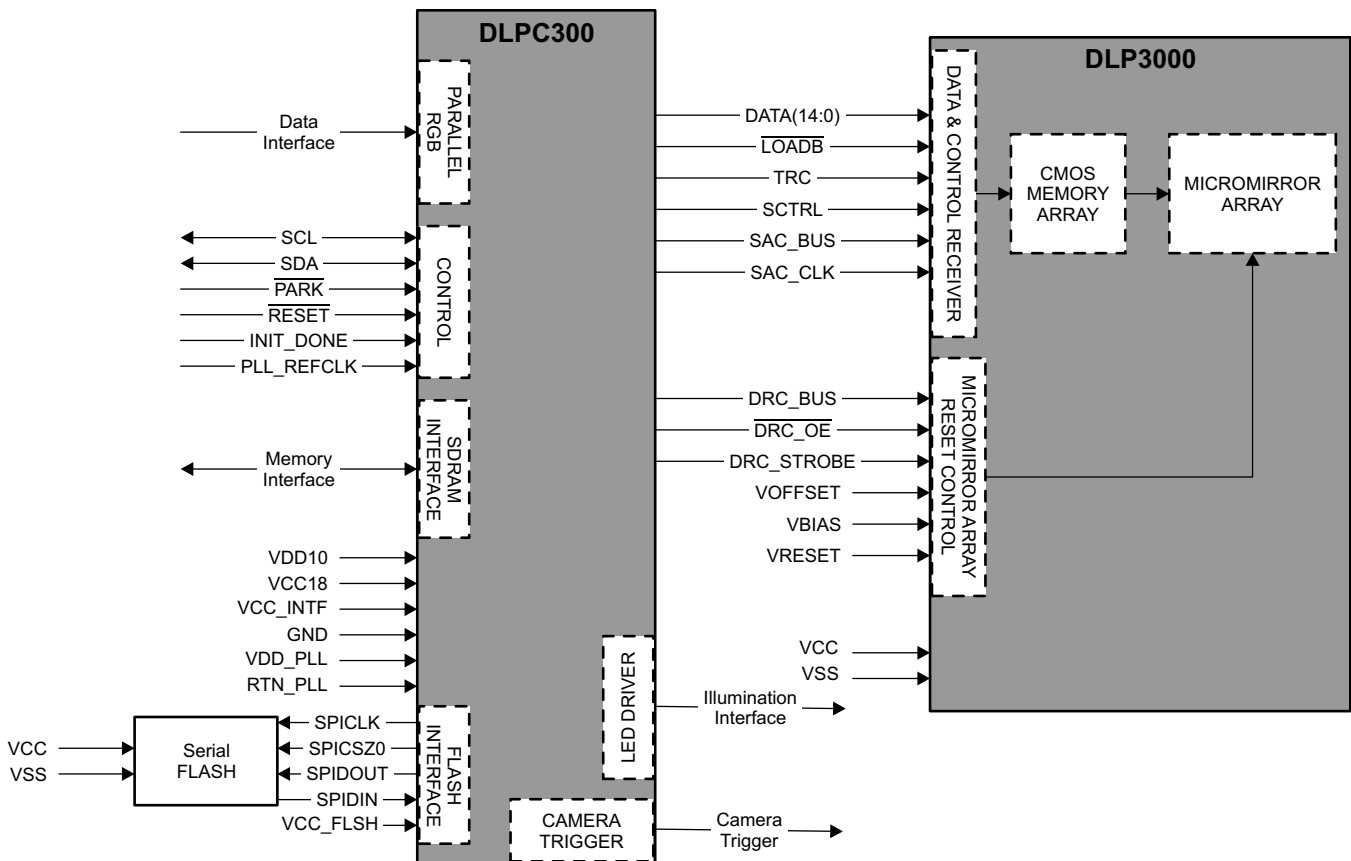 DLPC300
DLP3000
PARALLEL
RGB
Data
Interface
SCL
SDA
PARK
RESET
INIT_DONE
PLL_REFCLK
CONTROL
Memory
Interface
SDRAM
INTERFACE
VDD10
VCC18
VCC_INTF
GND
VDD_PLL
RTN_PLL
VCC
VSS
Serial
FLASH
SPICLK
SPICSZ0
SPIDOUT
SPIDIN
VCC_FLSH
FLASH
INTERFACE
LED DRIVER
CAMERA
TRIGGER
DATA(14:0)
LOADB
TRC
SCTRL
SAC_BUS
SAC_CLK
DATA & CONTROL RECEIVER
CMOS
MEMORY
ARRAY
MICROMIRROR
ARRAY
DRC_BUS
DRC_OE
DRC_STROBE
VOFFSET
VBIAS
VRESET
MICROMIRROR ARRAY
RESET CONTROL
VCC
VSS
Illumination
Interface
Camera
Trigger